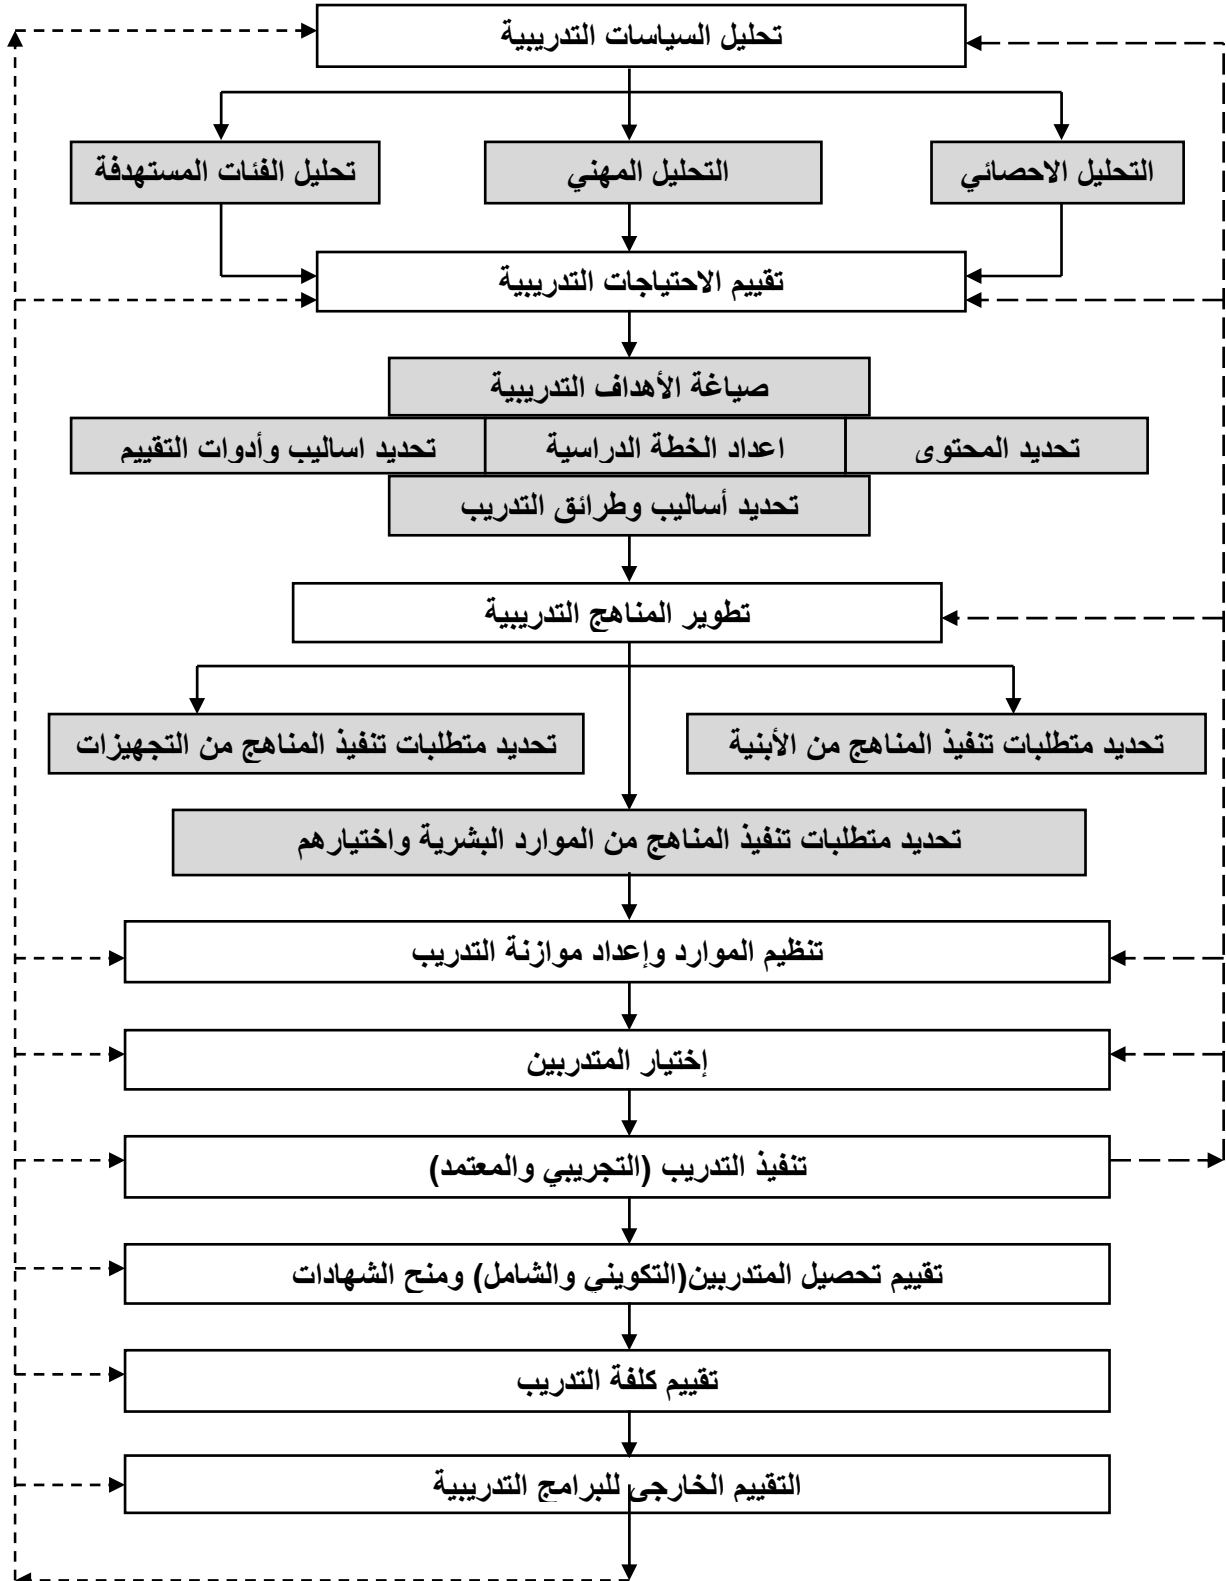 تحليل السياسات التدريبية
التحليل الاحصائي
التحليل المهني
تحليل الفئات المستهدفة
تقييم الاحتياجات التدريبية
صياغة الأهداف التدريبية
تحديد المحتوى
اعداد الخطة الدراسية
تحديد اساليب وأدوات التقييم
تحديد أساليب وطرائق التدريب
تطوير المناهج التدريبية
تحديد متطلبات تنفيذ المناهج من الأبنية
تحديد متطلبات تنفيذ المناهج من التجهيزات
تحديد متطلبات تنفيذ المناهج من الموارد البشرية واختيارهم
تنظيم الموارد وإعداد موازنة التدريب
إختيار المتدربين
تنفيذ التدريب (التجريبي والمعتمد)
تقييم تحصيل المتدربين(التكويني والشامل) ومنح الشهادات
تقييم كلفة التدريب
التقييم الخارجي للبرامج التدريبية